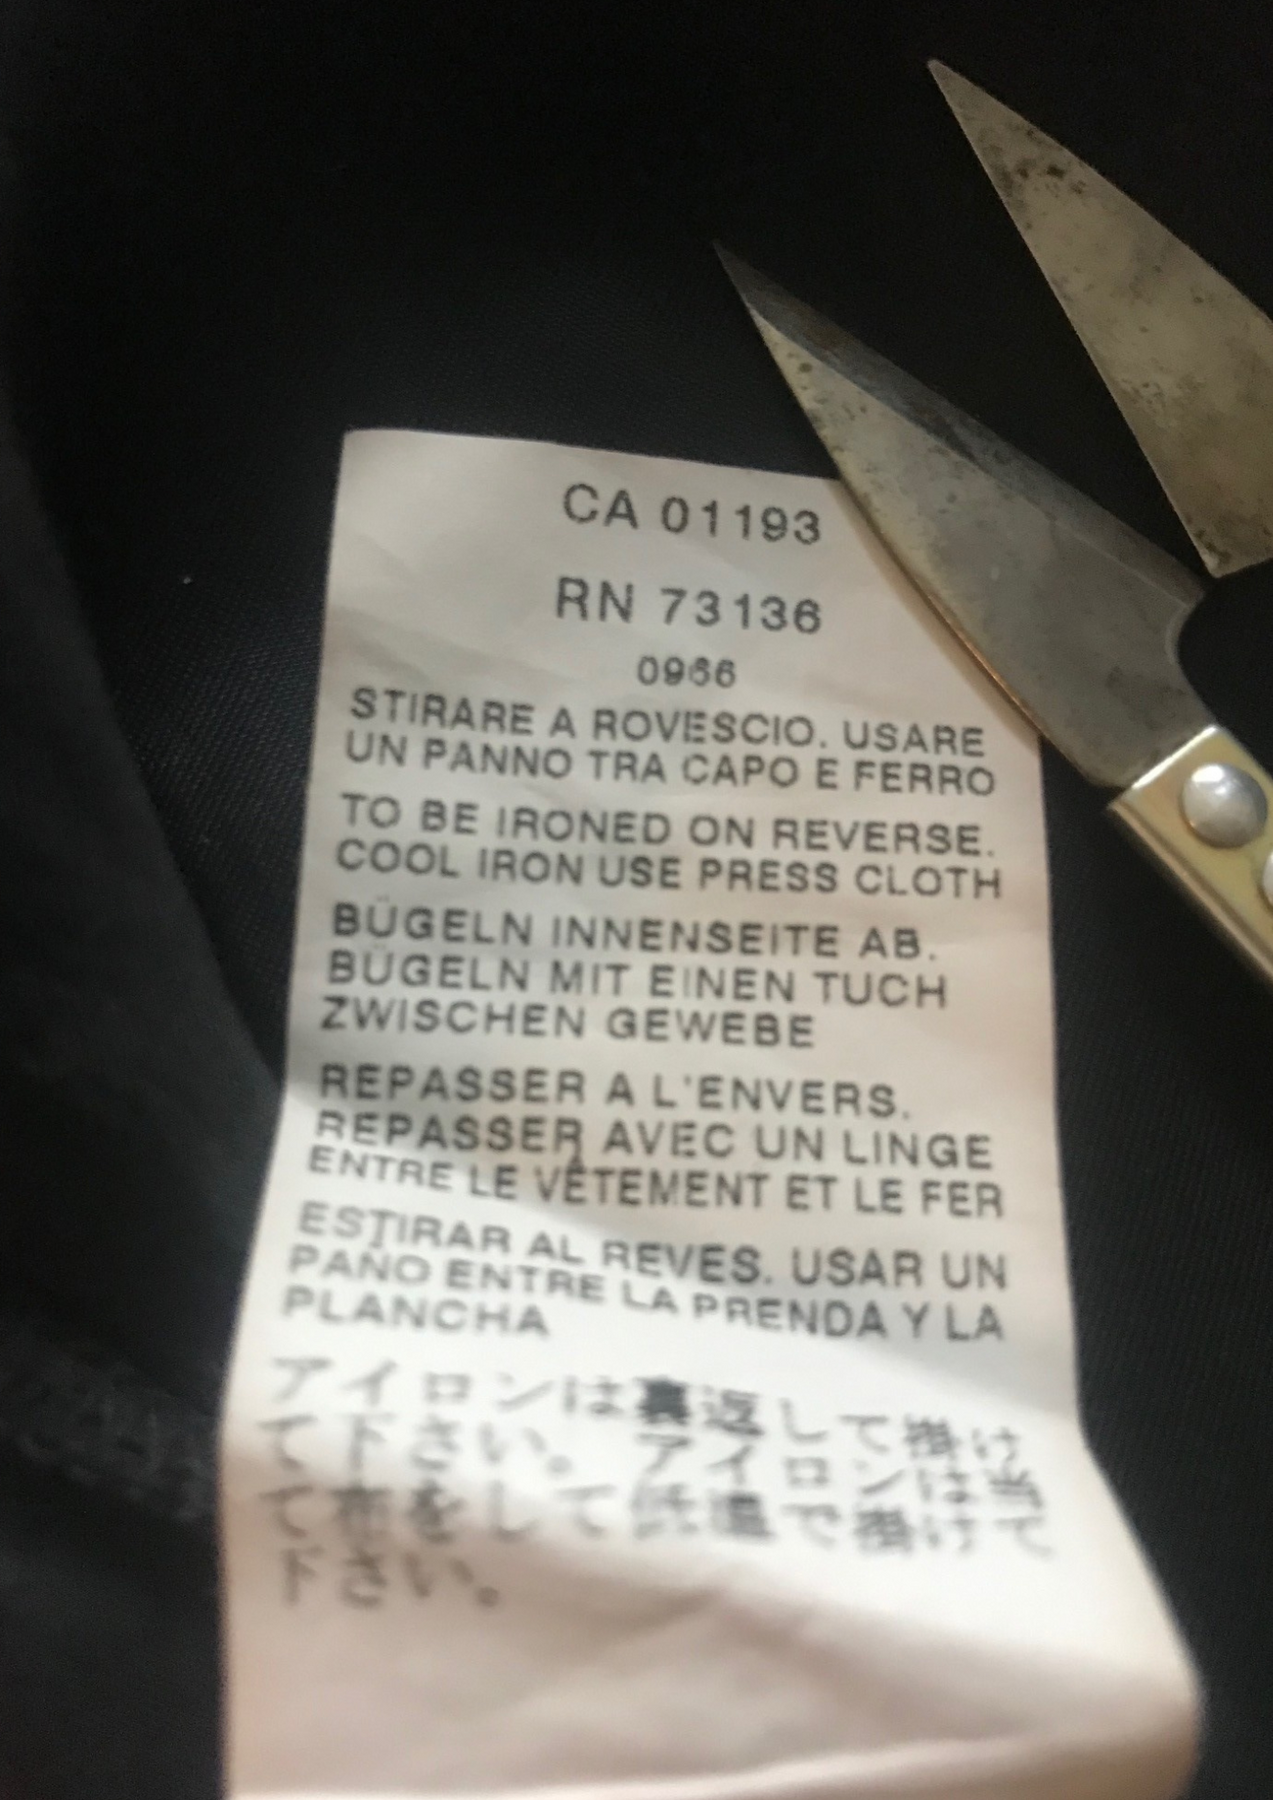 CA 01193
RN 73136
0966
STIRARE A ROVESCIO. USARE
UN PANNO TRA CAPO E FERRO
TO BE IRONED ON REVERSE.
COOL IRON USE PRESS CLOTH
BÜGELN INNENSEITE AB.
BÜGELN MIT EINEN TUCH
ZWISCHEN GEWEBE
REPASSER A L'ENVERS.
REPASSER AVEC UN LINGE
ENTRE LE VÊTEMENT ET LE FER
ESTIRAR AL REVES. USAR UN
PAÑO ENTRE LA PRENDA Y LA
PLANCHA
アイロンは裏返して掛け
て下さい。アイロンは当
て布をして低温で掛けて
下さい。